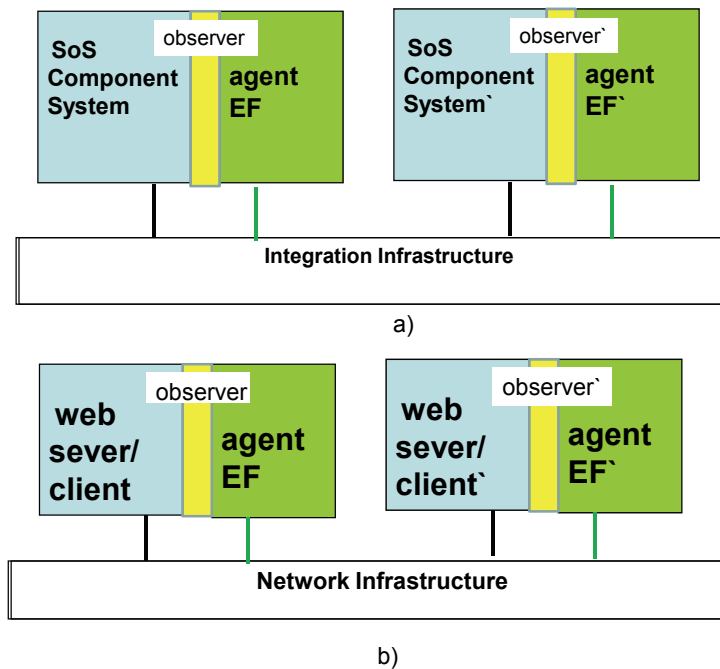 observer
SoS
Component
System
agent
EF
observer`
SoS
Component
System`
agent
EF`
Integration Infrastructure
a)
observer
web
sever/
client
agent
EF
observer`
web
sever/
client`
agent
EF`
Network Infrastructure
b)